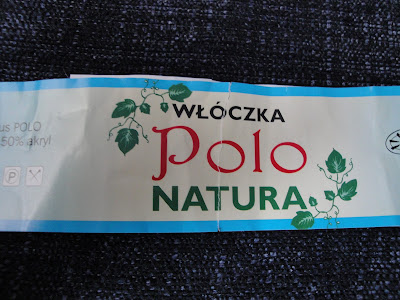 WŁÓCZKA
Polo
NATURA
us POLO
50% akryl
P